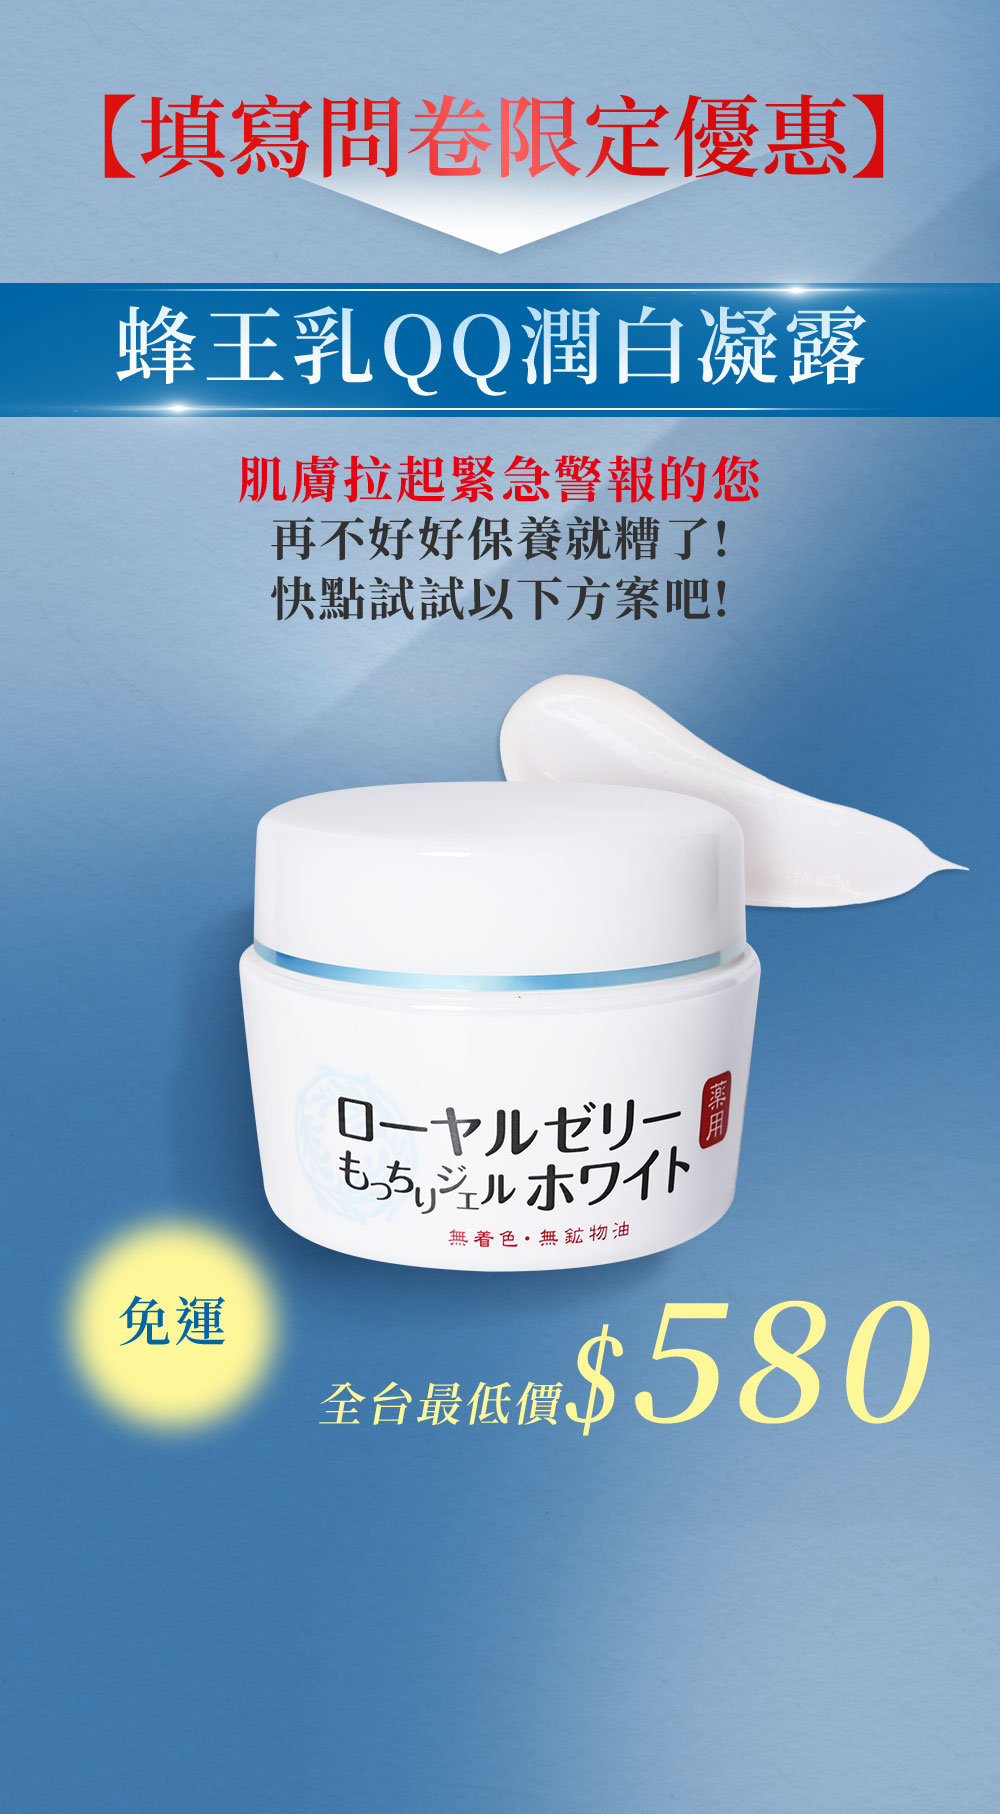 【填寫問卷限定優惠】
蜂王乳QQ潤白凝露
肌膚拉起緊急警報的您
再不好好保養就糟了!
快點試試以下方案吧!
ローヤルゼリー
薬用
もっちりジェルホワイト
無着色・無鉱物油
免運
全台最低價$580